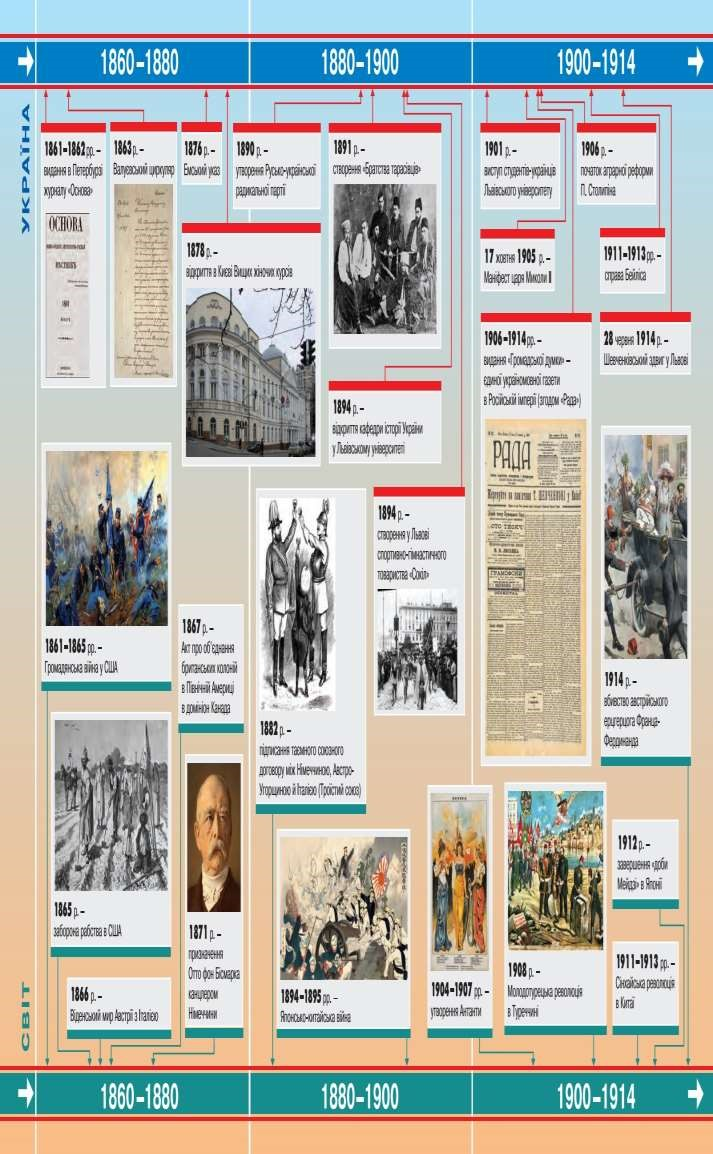 1860–1880
1880–1900
1900–1914
УКРАЇНА
1861–1862 рр. –
видання в Петербурзі
журналу «Основа»
ОСНОВА
1863 р. –
Валуєвський циркуляр
1876 р. –
Емський указ
1878 р. –
відкриття в Києві Вищих жіночих курсів
1890 р. –
утворення Русько-української
радикальної партії
1891 р. –
створення «Братства тарасівців»
1894 р. –
відкриття кафедри історії України
у Львівському університеті
1894 р. –
створення у Львові
спортивно-гімнастичного
товариства «Сокіл»
1901 р. –
виступ студентів-українців
Львівського університету
17 жовтня 1905 р. –
Маніфест царя Миколи ІІ
1906 р. –
початок аграрної реформи
П. Столипіна
1906–1914 рр. –
видання «Громадської думки» –
єдиної україномовної газети
в Російській імперії (згодом «Рада»)
РАДА
1911–1913 рр. –
справа Бейліса
28 червня 1914 р. –
Шевченківський здвиг у Львові
1861–1865 рр. –
Громадянська війна у США
1865 р. –
заборона рабства в США
1866 р. –
Віденський мир Австрії з Італією
1867 р. –
Акт про об'єднання
британських колоній
в Північній Америці
в домініон Канада
1871 р. –
призначення
Отто фон Бісмарка
канцлером
Німеччини
1882 р. –
підписання таємного союзного
договору між Німеччиною, Австро-
Угорщиною й Італією (Троїстий союз)
1894–1895 рр. –
Японсько-китайська війна
1904–1907 рр. –
утворення Антанти
1908 р. –
Молодотурецька революція
в Туреччині
1914 р. –
вбивство австрійського
ерцгерцога Франца-
Фердинанда
1912 р. –
завершення «доби
Мейдзі» в Японії
1911–1913 рр. –
Сіньхайська революція
в Китаї
СВІТ
1860–1880
1880–1900
1900–1914